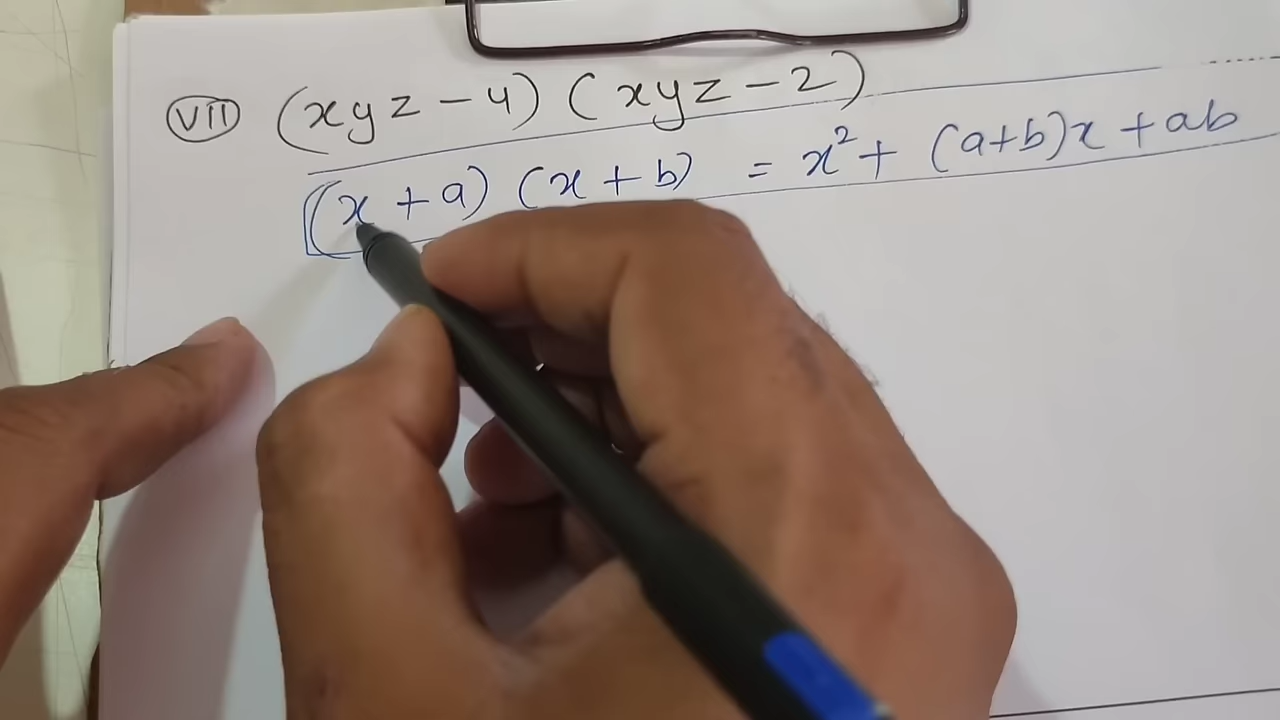 VII (xyz - 4) (xyz - 2)
(x + a) (x + b) = x² + (a+b)x + ab